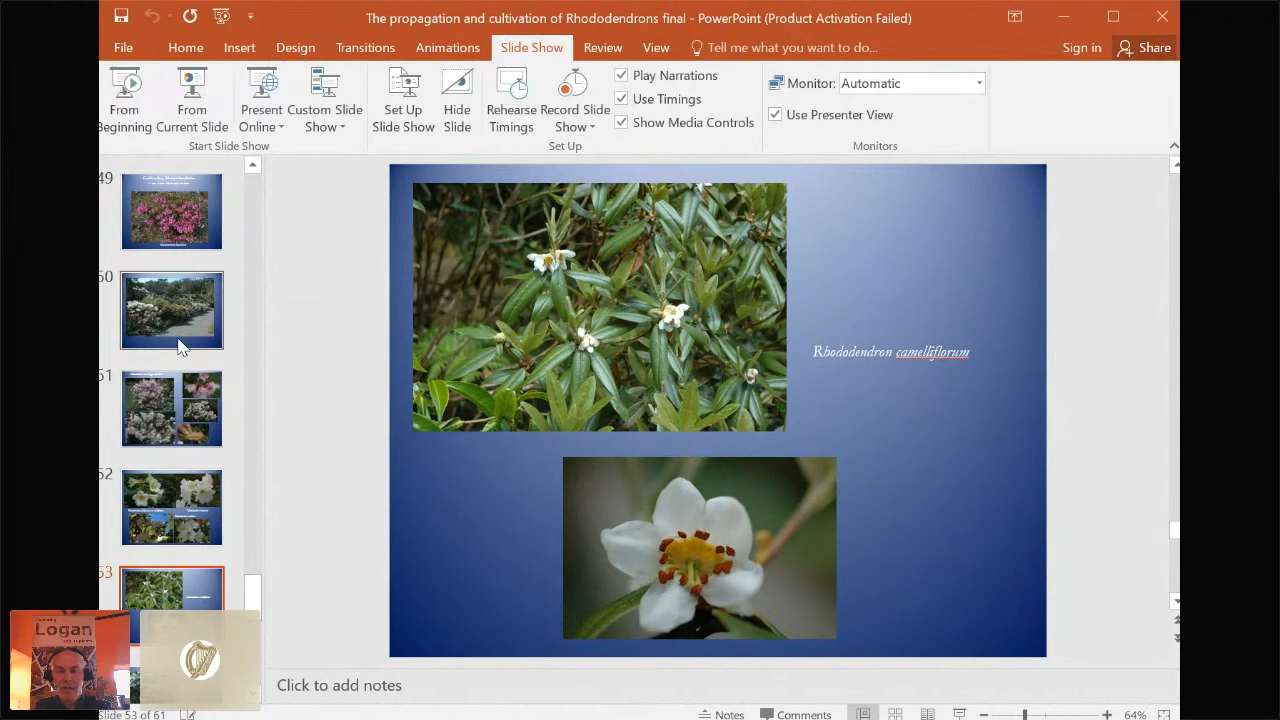 The propagation and cultivation of Rhododendrons final - PowerPoint (Product Activation Failed)
File Home Insert Design Transitions Animations Slide Show Review View Tell me what you want to do... Sign in Share
From Beginning
From Current Slide
Present Online
Custom Slide Show
Set Up Slide Show
Hide Slide
Rehearse Timings
Record Slide Show
Play Narrations
Use Timings
Show Media Controls
Monitor: Automatic
Use Presenter View
Start Slide Show Set Up Monitors
49
50
51
52
53
Rhododendron camelliflorum
Logan
Click to add notes
Slide 53 of 61 Notes Comments 64%